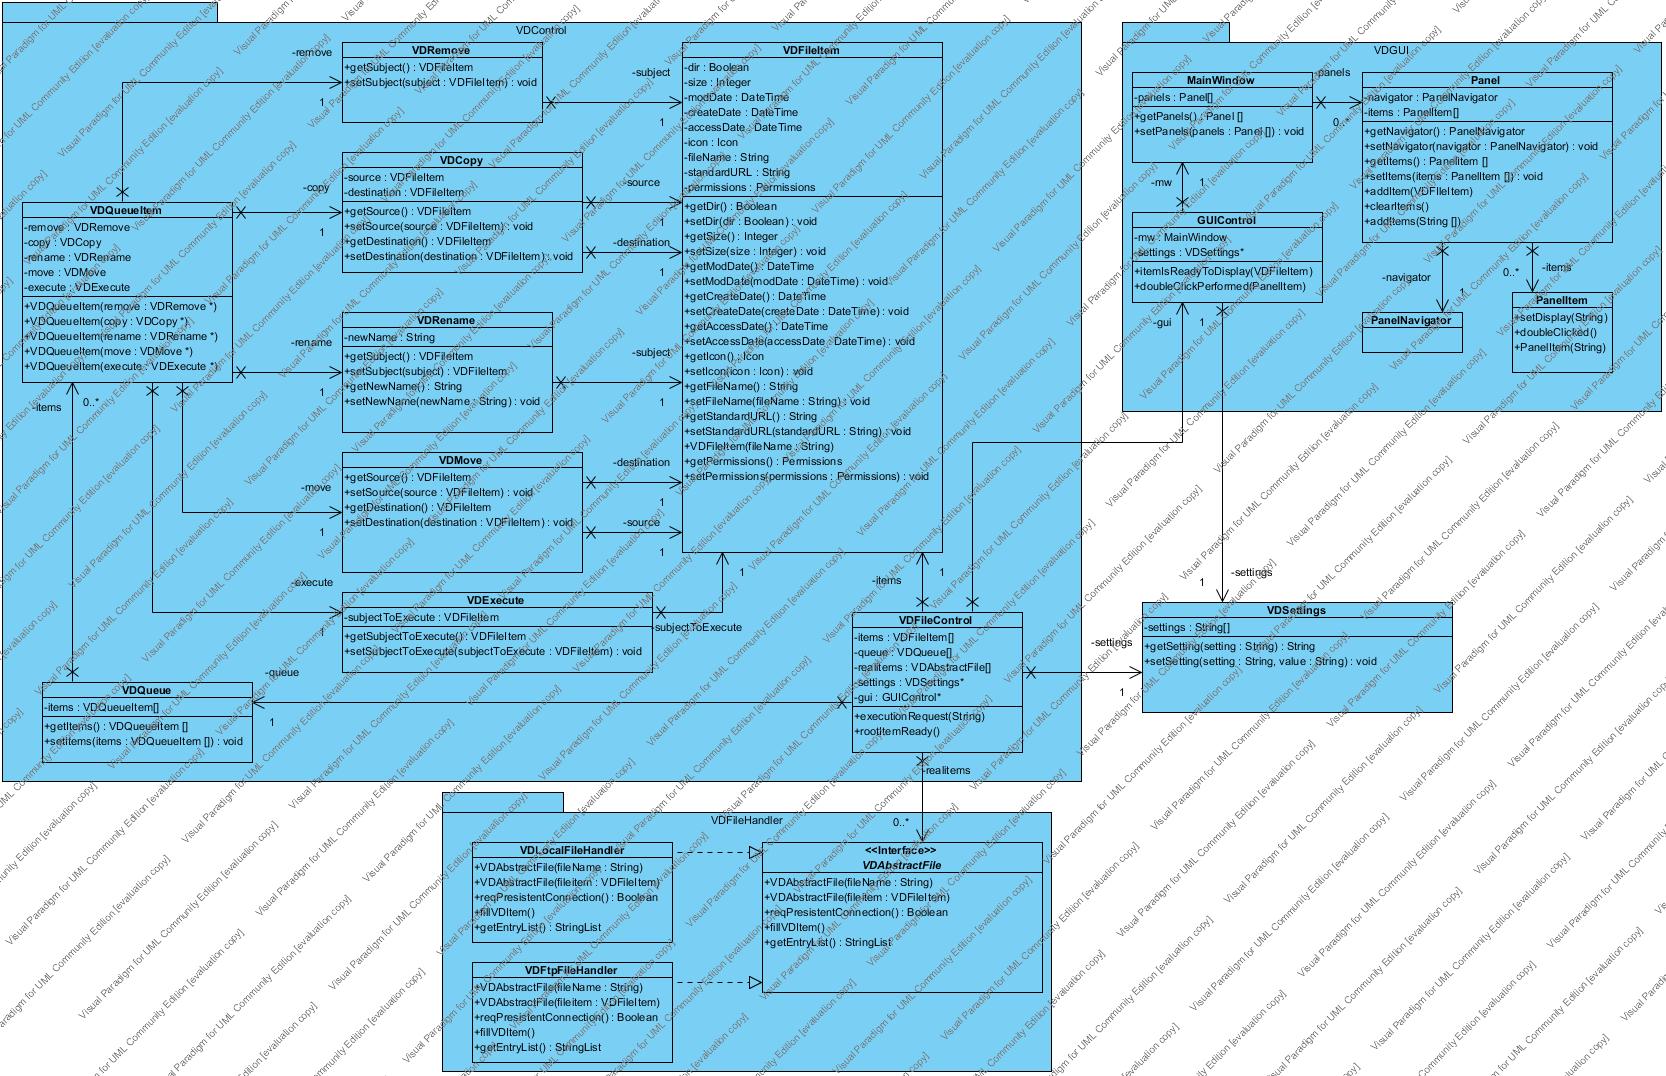 VDControl
-remove
1
VDRemove
+getSubject() : VDFileItem
+setSubject(subject : VDFileItem) : void
-subject
1
VDFileItem
-dir : Boolean
-size : Integer
-modDate : DateTime
-createDate : DateTime
-accessDate : DateTime
-icon : Icon
-fileName : String
-standardURL : String
-permissions : Permissions
+getDir() : Boolean
+setDir(dir : Boolean) : void
+getSize() : Integer
+setSize(size : Integer) : void
+getModDate() : DateTime
+setModDate(modDate : DateTime) : void
+getCreateDate() : DateTime
+setCreateDate(createDate : DateTime) : void
+getAccessDate() : DateTime
+setAccessDate(accessDate : DateTime) : void
+getIcon() : Icon
+setIcon(icon : Icon) : void
+getFileName() : String
+setFileName(fileName : String) : void
+getStandardURL() : String
+setStandardURL(standardURL : String) : void
+VDFileItem(fileName : String)
+getPermissions() : Permissions
+setPermissions(permissions : Permissions) : void
VDCopy
-source : VDFileItem
-destination : VDFileItem
+getSource() : VDFileItem
+setSource(source : VDFileItem) : void
+getDestination() : VDFileItem
+setDestination(destination : VDFileItem) : void
-copy
1
-source
1
-destination
1
VDQueueItem
-remove : VDRemove
-copy : VDCopy
-rename : VDRename
-move : VDMove
-execute : VDExecute
+VDQueueItem(remove : VDRemove *)
+VDQueueItem(copy : VDCopy *)
+VDQueueItem(rename : VDRename *)
+VDQueueItem(move : VDMove *)
+VDQueueItem(execute : VDExecute *)
-items
0..*
-rename
1
VDRename
-newName : String
+getSubject() : VDFileItem
+setSubject(subject) : void
+getNewName() : String
+setNewName(newName : String) : void
-subject
1
-move
1
VDMove
+getSource() : VDFileItem
+setSource(source : VDFileItem) : void
+getDestination() : VDFileItem
+setDestination(destination : VDFileItem) : void
-destination
1
-source
1
-execute
1
VDExecute
-subjectToExecute : VDFileItem
+getSubjectToExecute() : VDFileItem
+setSubjectToExecute(subjectToExecute : VDFileItem) : void
1
-subjectToExecute
-items
1
VDFileControl
-items : VDFileItem[]
-queue : VDQueue[]
-realitems : VDAbstractFile[]
-settings : VDSettings*
-gui : GUIControl*
+executionRequest(String)
+rootItemReady()
-queue
1
VDQueue
-items : VDQueueItem[]
+getItems() : VDQueueItem []
+setItems(items : VDQueueItem []) : void
-realitems
0..*
VDGUI
MainWindow
-panels : Panel[]
+getPanels() : Panel []
+setPanels(panels : Panel []) : void
-panels
0..*
Panel
-navigator : PanelNavigator
-items : PanelItem[]
+getNavigator() : PanelNavigator
+setNavigator(navigator : PanelNavigator) : void
+getItems() : PanelItem []
+setItems(items : PanelItem []) : void
+addItem(VDFileItem)
+clearItems()
+addItems(String [])
-mw
1
GUIControl
-mw : MainWindow
-settings : VDSettings*
+itemIsReadyToDisplay(VDFileItem)
+doubleClickPerformed(PanelItem)
-gui
1
-navigator
1
0..*
-items
PanelNavigator
PanelItem
+setDisplay(String)
+doubleClicked()
+PanelItem(String)
-settings
1
-settings
1
VDSettings
-settings : String[]
+getSetting(setting : String) : String
+setSetting(setting : String, value : String) : void
VDFileHandler
VDLocalFileHandler
+VDAbstractFile(fileName : String)
+VDAbstractFile(fileitem : VDFileItem)
+reqPresistentConnection() : Boolean
+fillVDItem()
+getEntryList() : StringList
<<Interface>>
VDAbstractFile
+VDAbstractFile(fileName : String)
+VDAbstractFile(fileitem : VDFileItem)
+reqPresistentConnection() : Boolean
+fillVDItem()
+getEntryList() : StringList
VDFtpFileHandler
+VDAbstractFile(fileName : String)
+VDAbstractFile(fileitem : VDFileItem)
+reqPresistentConnection() : Boolean
+fillVDItem()
+getEntryList() : StringList
Visual Paradigm for UML Community Edition [evaluation copy]